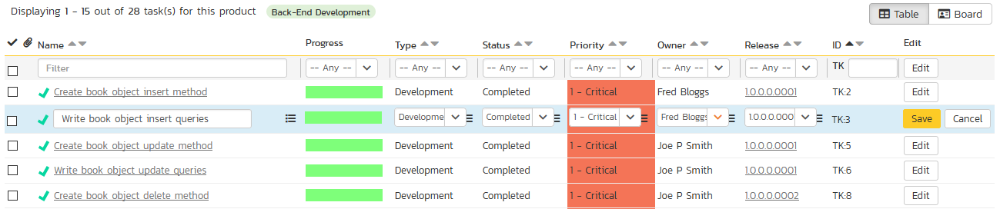 Displaying 1 - 15 out of 28 task(s) for this product Back-End Development Table Board
Name Progress Type Status Priority Owner Release ID Edit
Filter -- Any -- -- Any -- -- Any -- -- Any -- -- Any -- -- Any -- TK Edit
Create book object insert method Development Completed 1 - Critical Fred Bloggs 1.0.0.0.0001 TK:2 Edit
Write book object insert queries Developme Completed 1 - Critical Fred Bloggs 1.0.0.0.000 TK:3 Save Cancel
Create book object update method Development Completed 1 - Critical Joe P Smith 1.0.0.0.0001 TK:5 Edit
Write book object update queries Development Completed 1 - Critical Joe P Smith 1.0.0.0.0001 TK:6 Edit
Create book object delete method Development Completed 1 - Critical Joe P Smith 1.0.0.0.0002 TK:8 Edit